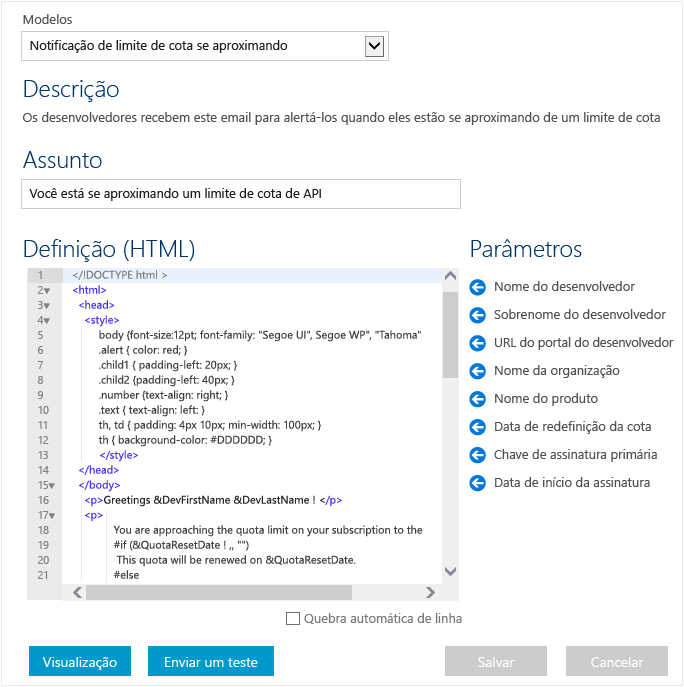 Modelos
Notificação de limite de cota se aproximando
Descrição
Os desenvolvedores recebem este email para alertá-los quando eles estão se aproximando de um limite de cota
Assunto
Você está se aproximando um limite de cota de API
Definição (HTML)
1 </!DOCTYPE html >
2 <html>
3 <head>
4 <style>
5 body {font-size:12pt; font-family: "Segoe UI", Segoe WP", "Tahoma"
6 .alert { color: red; }
7 .child1 { padding-left: 20px; }
8 .child2 {padding-left: 40px; }
9 .number {text-align: right; }
10 .text { text-align: left: }
11 th, td { padding: 4px 10px; min-width: 100px; }
12 th { background-color: #DDDDDD; }
13 </style>
14 </head>
15 </body>
16 <p>Greetings &DevFirstName &DevLastName ! </p>
17 <p>
18 You are approaching the quota limit on your subscription to the
19 #if (&QuotaResetDate ! ,, "")
20 This quota will be renewed on &QuotaResetDate.
21 #else
Quebra automática de linha
Parâmetros
Nome do desenvolvedor
Sobrenome do desenvolvedor
URL do portal do desenvolvedor
Nome da organização
Nome do produto
Data de redefinição da cota
Chave de assinatura primária
Data de início da assinatura
Visualização
Enviar um teste
Salvar
Cancelar